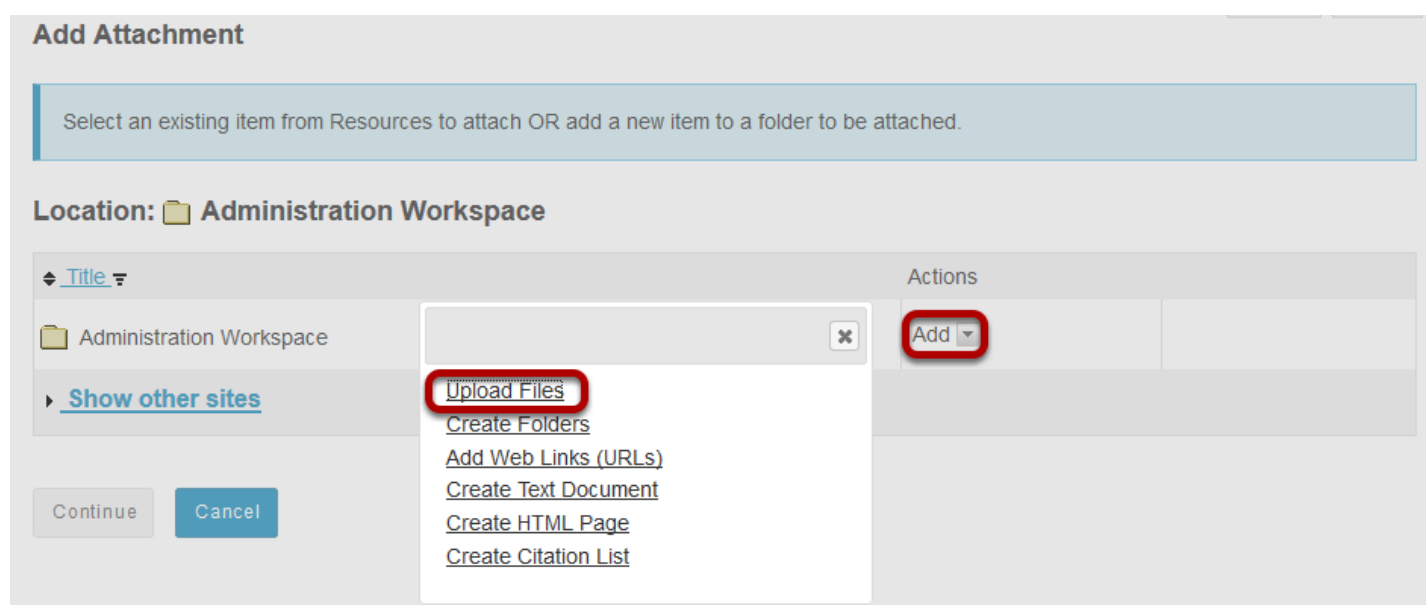 Add Attachment
Select an existing item from Resources to attach OR add a new item to a folder to be attached.
Location: Administration Workspace
Title Actions
Administration Workspace Add
Show other sites
Upload Files
Create Folders
Add Web Links (URLs)
Create Text Document
Create HTML Page
Create Citation List
Continue Cancel